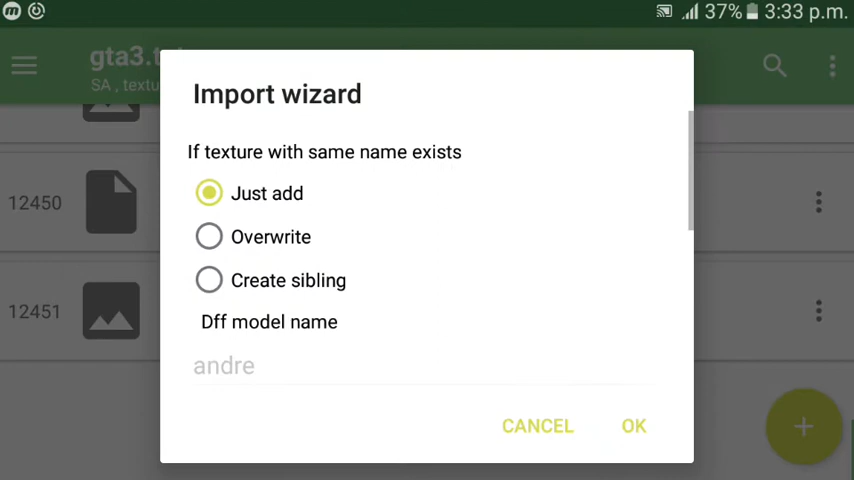 37% 3:33 p.m.
gta3.t
SA , textu
Import wizard
If texture with same name exists
Just add
12450
Overwrite
Create sibling
12451
Dff model name
andre
CANCEL OK